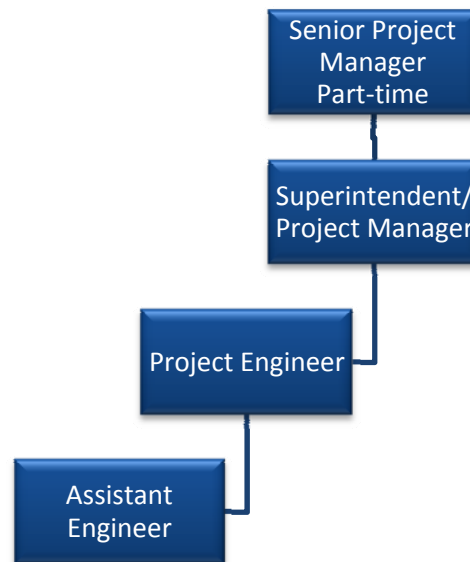 Senior Project
Manager
Part-time
Superintendent/
Project Manager
Project Engineer
Assistant
Engineer